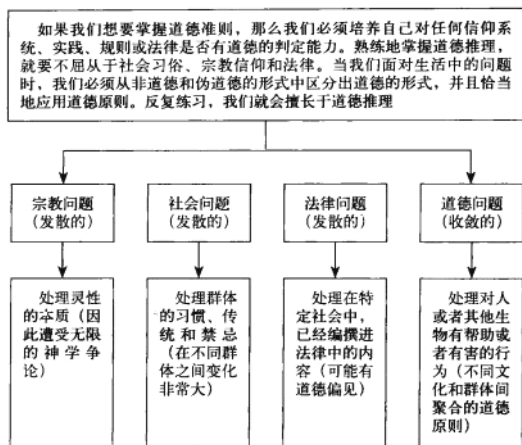 如果我们想要掌握道德准则，那么我们必须培养自己对任何信仰系
统、实践、规则或法律是否有道德的判定能力。熟练地掌握道德推理，
就要不屈从于社会习俗、宗教信仰和法律。当我们面对生活中的问题
时，我们必须从非道德和伪道德的形式中区分出道德的形式，并且恰当
地应用道德原则。反复练习，我们就会擅长于道德推理
宗教问题
（发散的）
社会问题
（发散的）
法律问题
（发散的）
道德问题
（收敛的）
处理灵性
的本质（因
此遭受无限
的神学争
论）
处理群体
的习惯、传
统和禁忌
（在不同群
体之间变化
非常大）
处理在特
定社会中，
已经编撰进
法律中的内
容（可能有
道德偏见）
处理对人
或者其他生
物有帮助或
者有害的行
为（不同文
化和群体间
聚合的道德
原则）